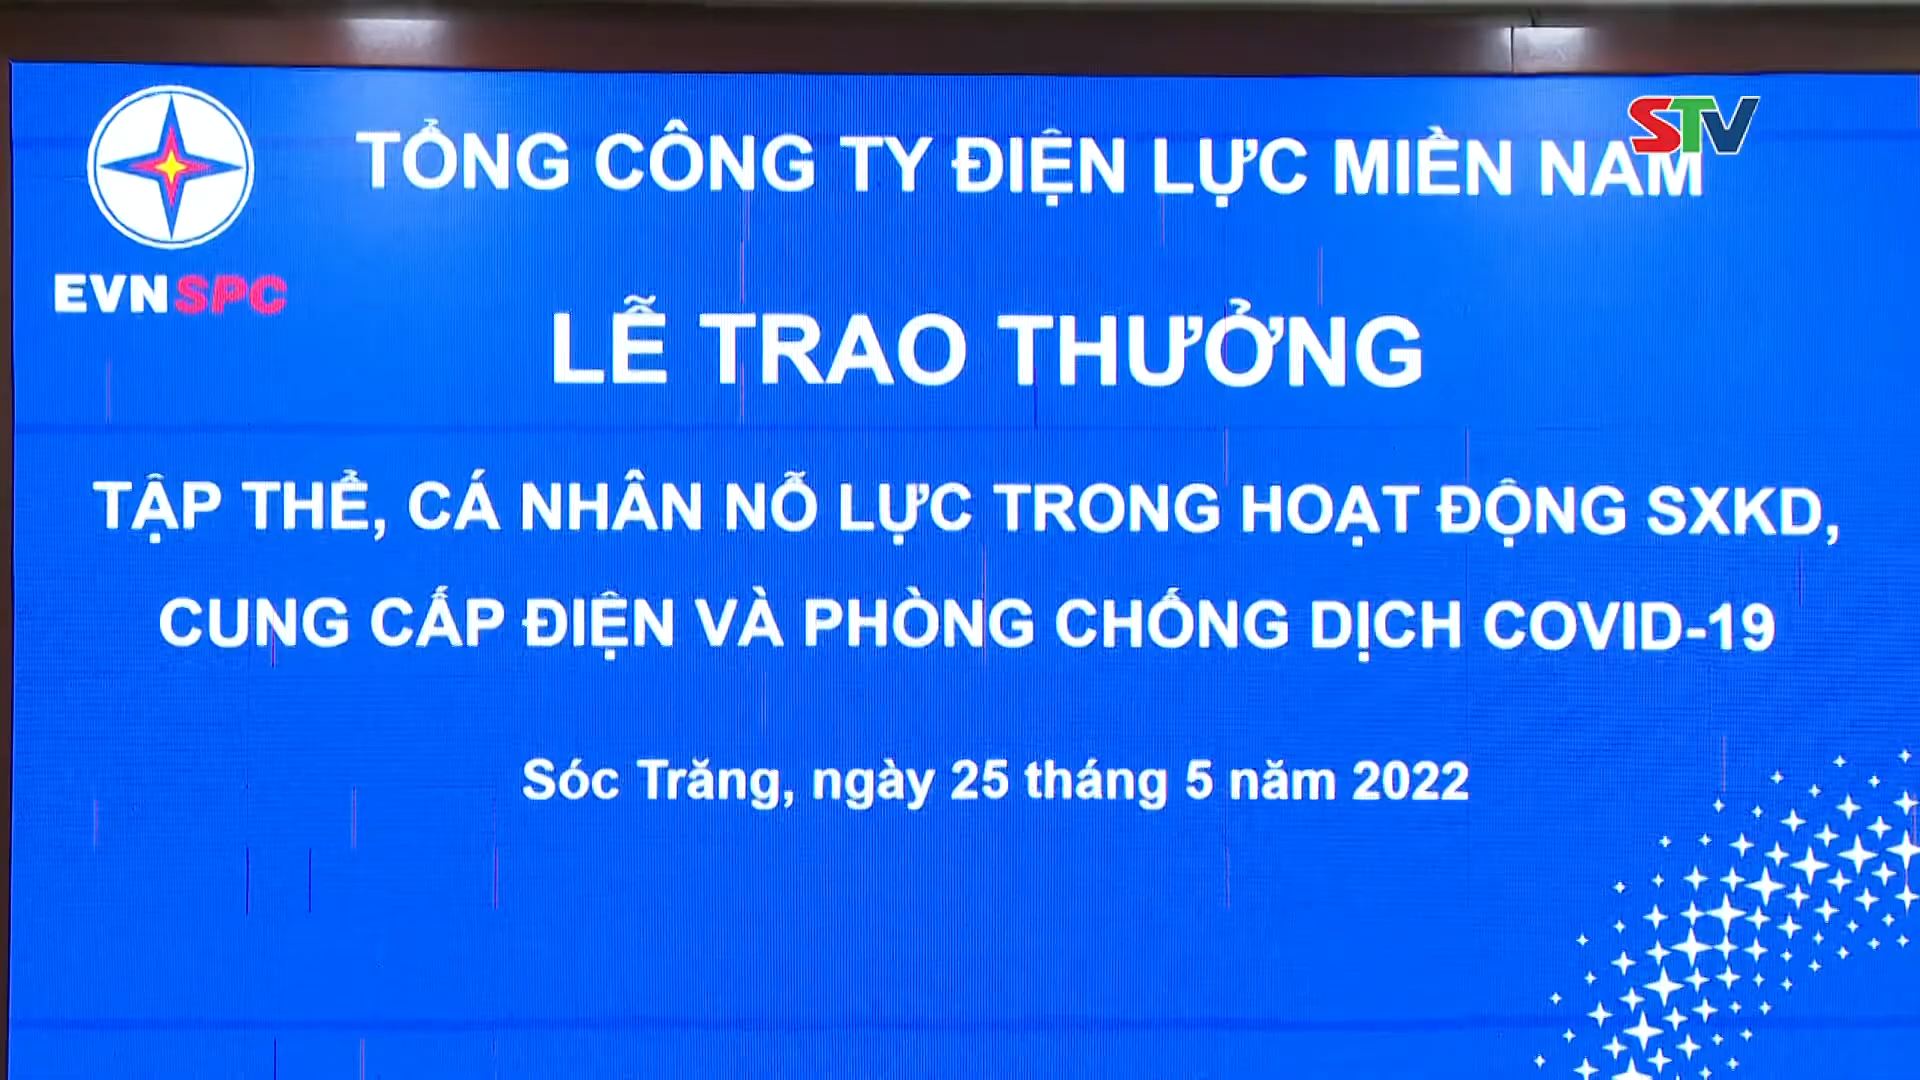 STV
TỔNG CÔNG TY ĐIỆN LỰC MIỀN NAM
EVNSPC
LỄ TRAO THƯỞNG
TẬP THỂ, CÁ NHÂN NỖ LỰC TRONG HOẠT ĐỘNG SXKD,
CUNG CẤP ĐIỆN VÀ PHÒNG CHỐNG DỊCH COVID-19
Sóc Trăng, ngày 25 tháng 5 năm 2022